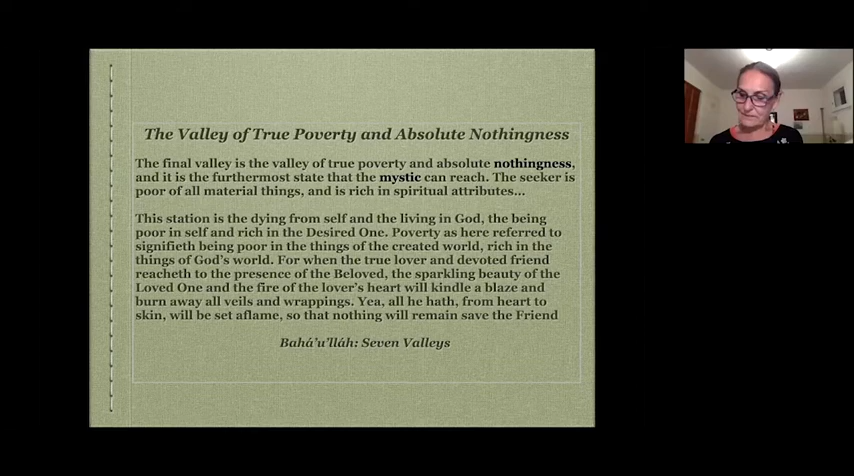 The Valley of True Poverty and Absolute Nothingness
The final valley is the valley of true poverty and absolute nothingness,
and it is the furthermost state that the mystic can reach. The seeker is
poor of all material things, and is rich in spiritual attributes...
This station is the dying from self and the living in God, the being
poor in self and rich in the Desired One. Poverty as here referred to
signifieth being poor in the things of the created world, rich in the
things of God's world. For when the true lover and devoted friend
reacheth to the presence of the Beloved, the sparkling beauty of the
Loved One and the fire of the lover's heart will kindle a blaze and
burn away all veils and wrappings. Yea, all he hath, from heart to
skin, will be set aflame, so that nothing will remain save the Friend
Bahá'u'lláh: Seven Valleys